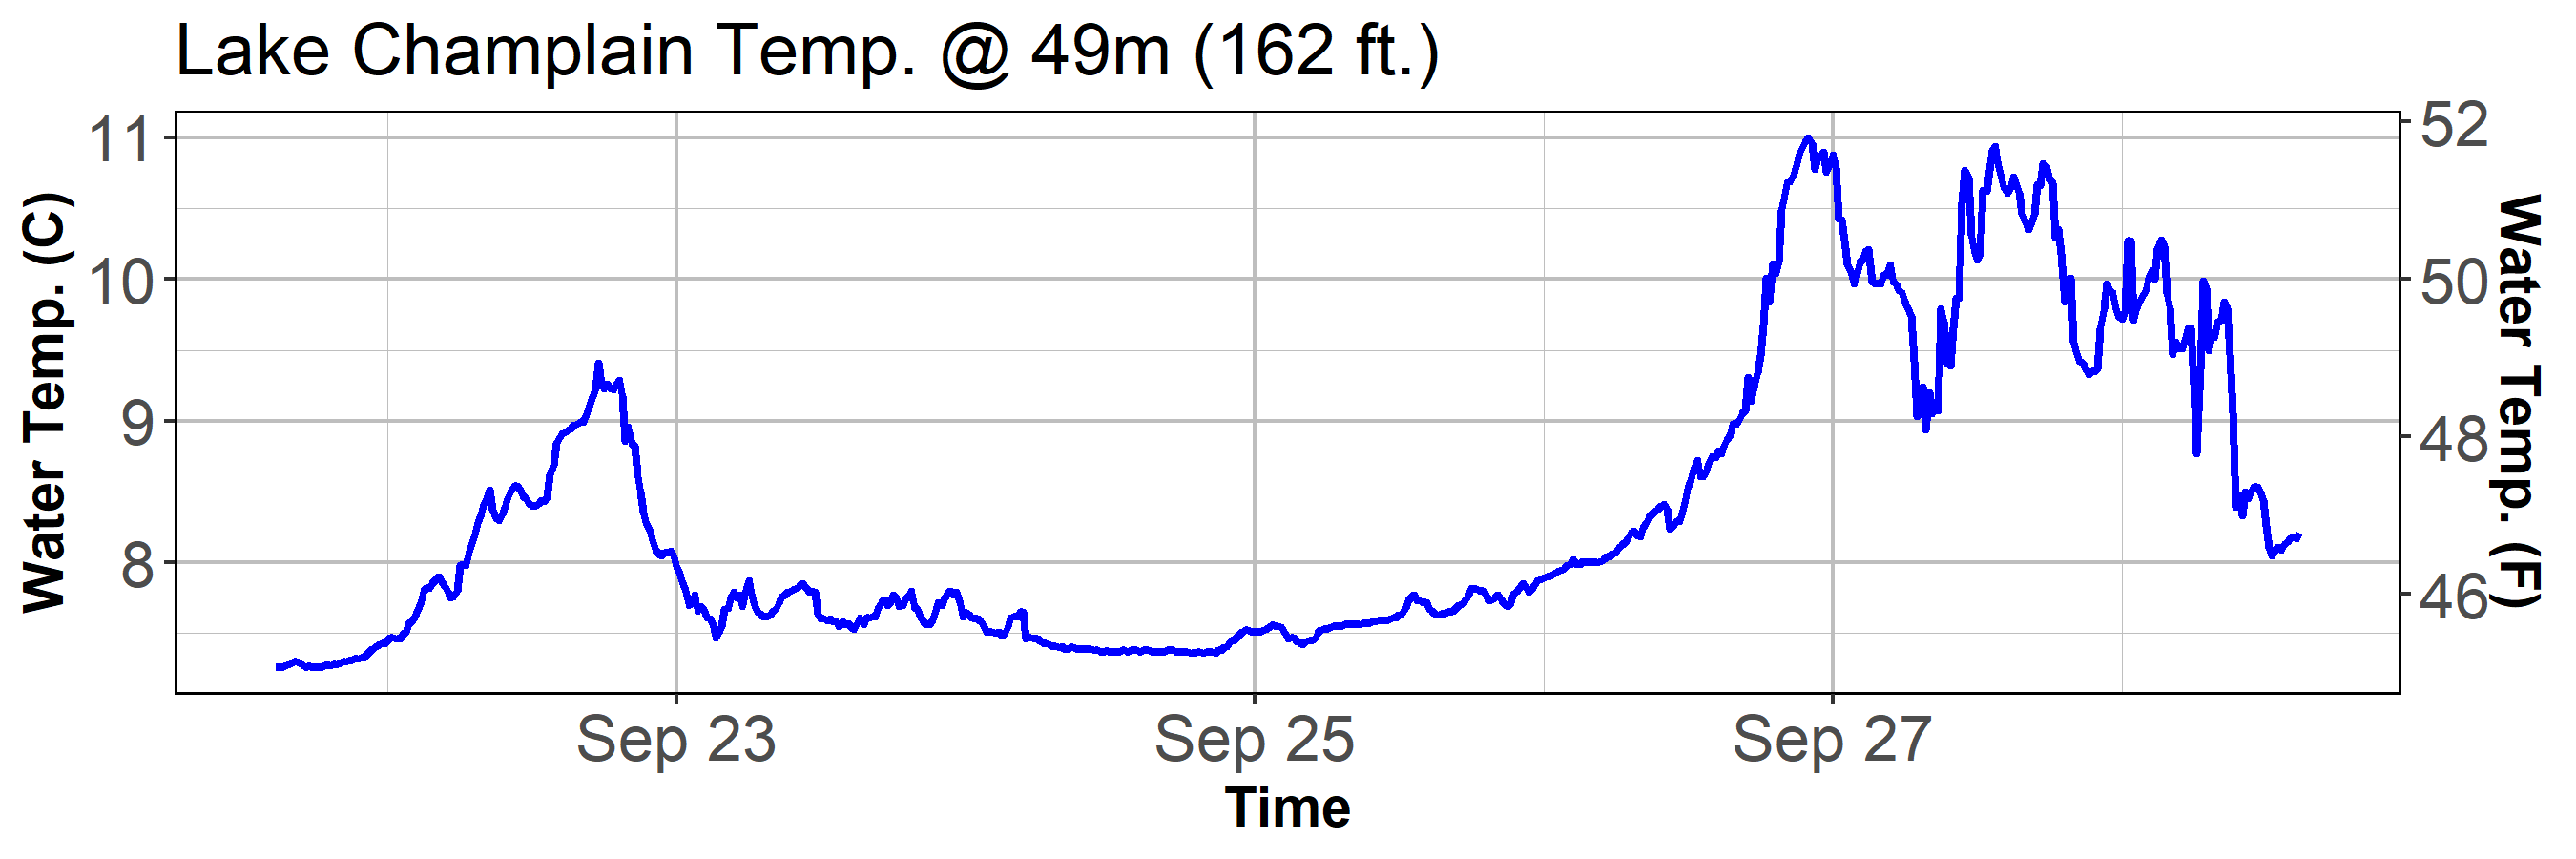 Lake Champlain Temp. @ 49m (162 ft.)
Water Temp. (C)
11
10
9
8
52
50
48
46
Water Temp. (F)
Sep 23
Sep 25
Sep 27
Time